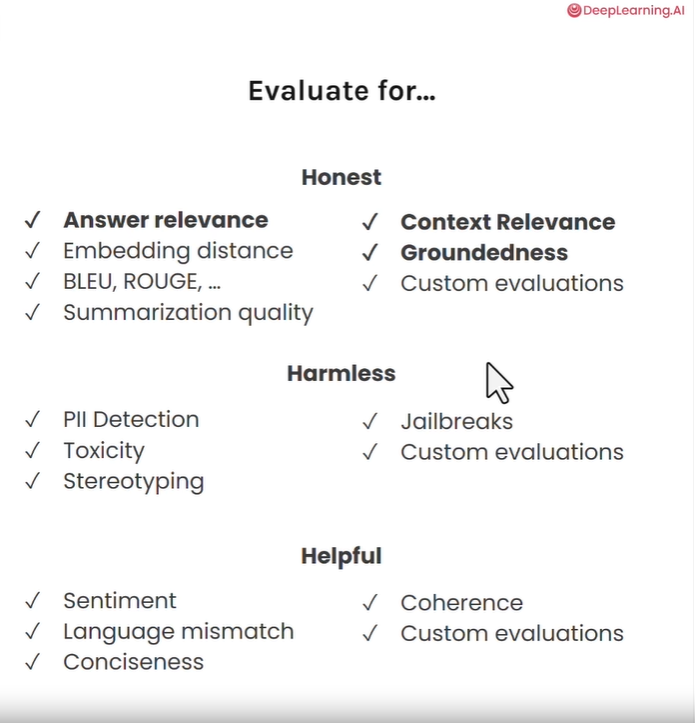 DeepLearning.AI
Evaluate for...
Honest
✓ Answer relevance
✓ Embedding distance
✓ BLEU, ROUGE, ...
✓ Summarization quality
✓ Context Relevance
✓ Groundedness
✓ Custom evaluations
Harmless
✓ PII Detection
✓ Toxicity
✓ Stereotyping
✓ Jailbreaks
✓ Custom evaluations
Helpful
✓ Sentiment
✓ Language mismatch
✓ Conciseness
✓ Coherence
✓ Custom evaluations